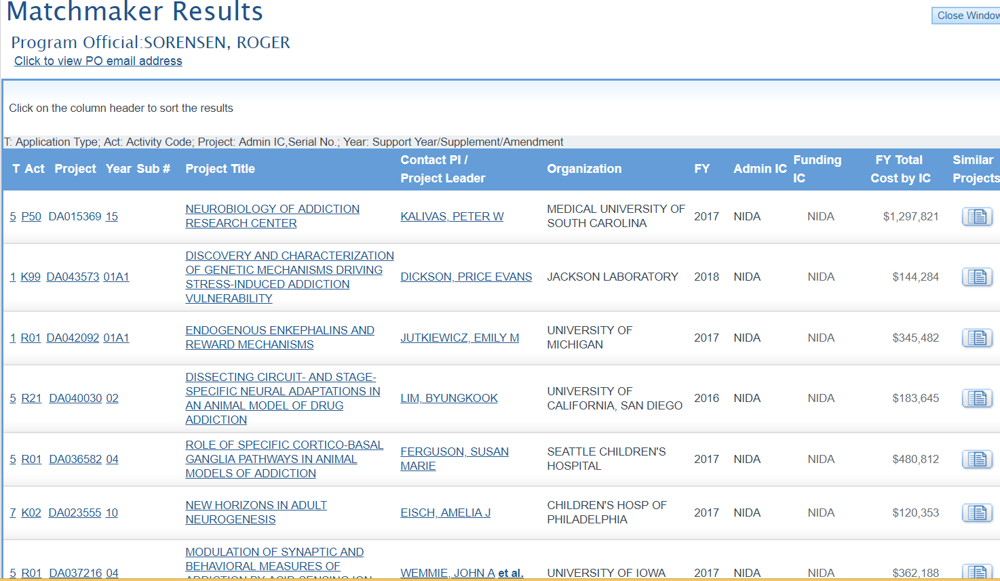 Matchmaker Results
Close Window
Program Official:SORENSEN, ROGER
Click to view PO email address
Click on the column header to sort the results
T: Application Type; Act: Activity Code; Project: Admin IC,Serial No.; Year: Support Year/Supplement/Amendment
T Act Project Year Sub # Project Title Contact PI / Project Leader Organization FY Admin IC Funding IC FY Total Cost by IC Similar Projects
5 P50 DA015369 15 NEUROBIOLOGY OF ADDICTION RESEARCH CENTER KALIVAS, PETER W MEDICAL UNIVERSITY OF SOUTH CAROLINA 2017 NIDA NIDA $1,297,821
1 K99 DA043573 01A1 DISCOVERY AND CHARACTERIZATION OF GENETIC MECHANISMS DRIVING STRESS-INDUCED ADDICTION VULNERABILITY DICKSON, PRICE EVANS JACKSON LABORATORY 2018 NIDA NIDA $144,284
1 R01 DA042092 01A1 ENDOGENOUS ENKEPHALINS AND REWARD MECHANISMS JUTKIEWICZ, EMILY M UNIVERSITY OF MICHIGAN 2017 NIDA NIDA $345,482
5 R21 DA040030 02 DISSECTING CIRCUIT- AND STAGE-SPECIFIC NEURAL ADAPTATIONS IN AN ANIMAL MODEL OF DRUG ADDICTION LIM, BYUNGKOOK UNIVERSITY OF CALIFORNIA, SAN DIEGO 2016 NIDA NIDA $183,645
5 R01 DA036582 04 ROLE OF SPECIFIC CORTICO-BASAL GANGLIA PATHWAYS IN ANIMAL MODELS OF ADDICTION FERGUSON, SUSAN MARIE SEATTLE CHILDREN'S HOSPITAL 2017 NIDA NIDA $480,812
7 K02 DA023555 10 NEW HORIZONS IN ADULT NEUROGENESIS EISCH, AMELIA J CHILDREN'S HOSP OF PHILADELPHIA 2017 NIDA NIDA $120,353
5 R01 DA037216 04 MODULATION OF SYNAPTIC AND BEHAVIORAL MEASURES OF ADDICTION BY ACID-SENSING ION WEMMIE, JOHN A et al. UNIVERSITY OF IOWA 2017 NIDA NIDA $362,188